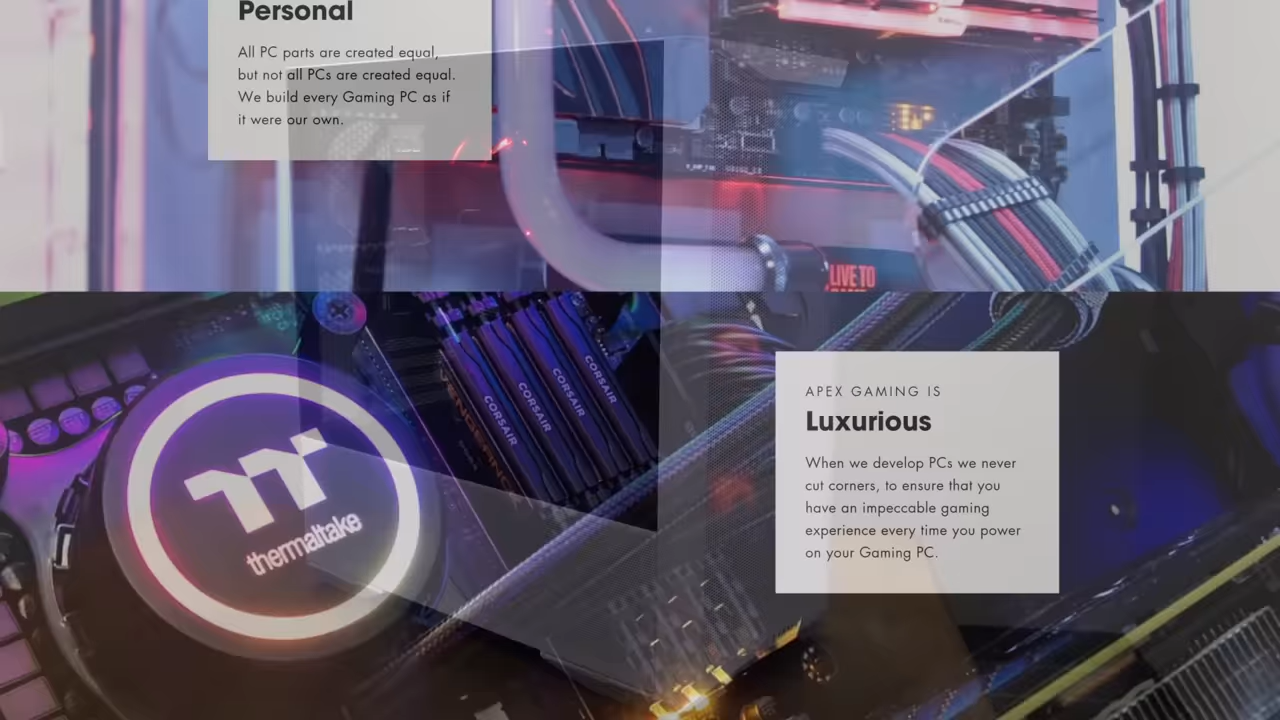 Personal
All PC parts are created equal,
but not all PCs are created equal.
We build every Gaming PC as if
it were our own.
LIVE TO
CORSAIR
CORSAIR
CORSAIR
CORSAIR
thermaltake
APEX GAMING IS
Luxurious
When we develop PCs we never
cut corners, to ensure that you
have an impeccable gaming
experience every time you power
on your Gaming PC.